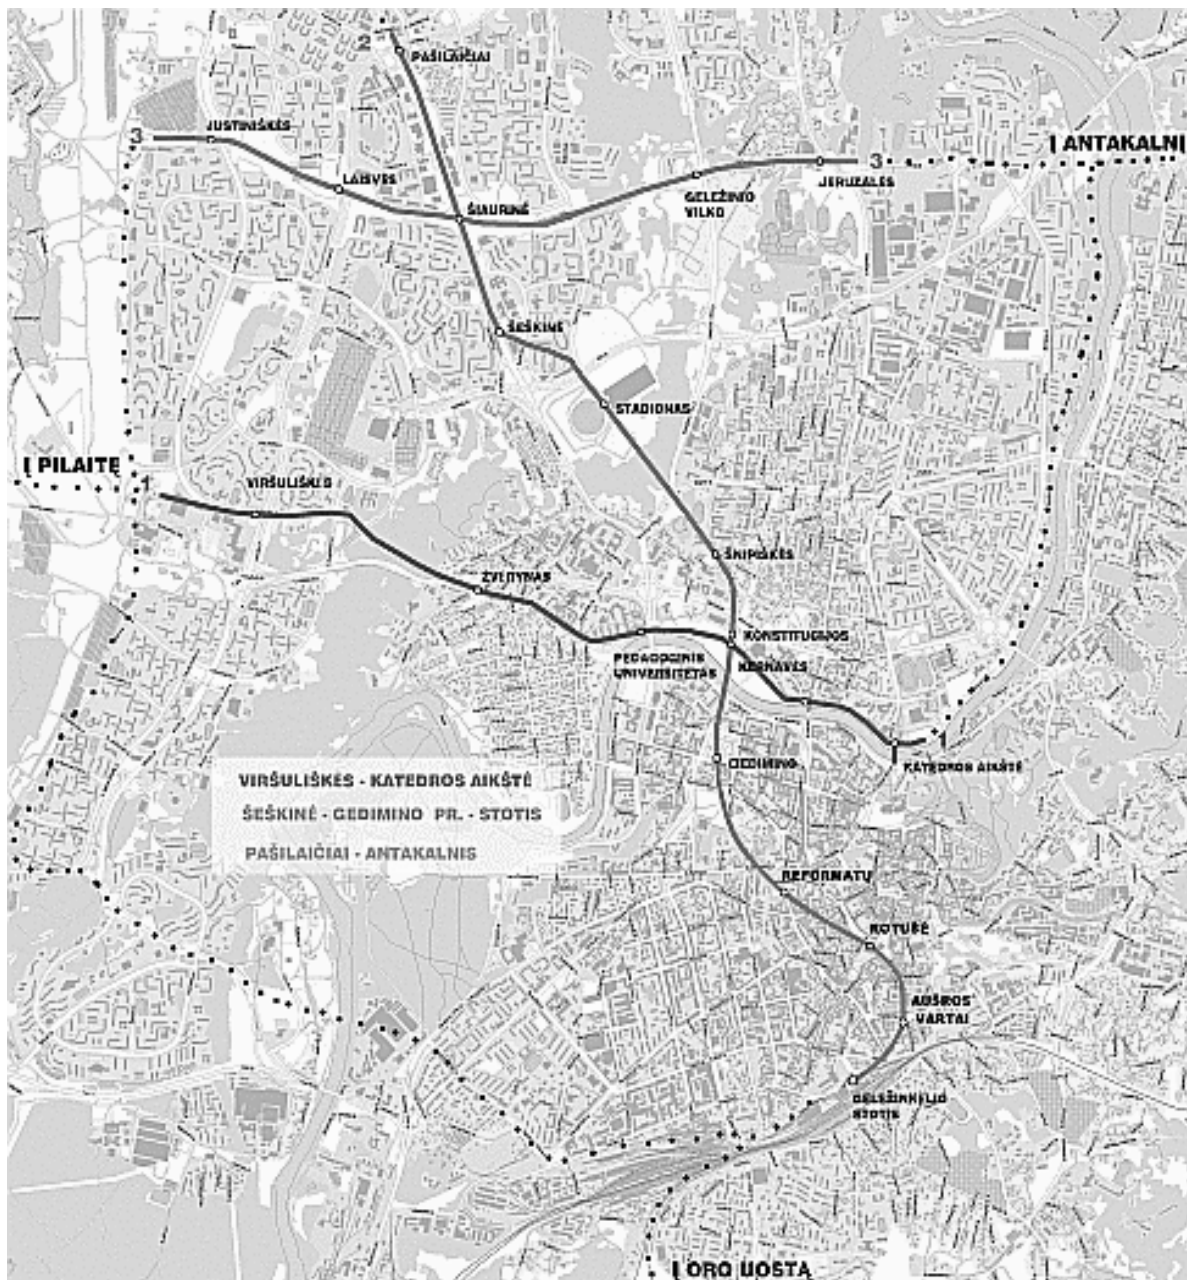 2
PAŠILAIČIAI
3
JUSTINIŠKĖS
Į ANTAKALNĮ
3
LAISVĖS
JERUZALĖS
GELEŽINIO
VILKO
ŠIAURINĖ
ŠEŠKINĖ
STADIONAS
Į PILAITĘ
1
VIRŠULIŠKĖS
ŠNIPIŠKĖS
ŽVĖRYNAS
KONSTITUCIJOS
PEDAGOGINIS
UNIVERSITETAS
KERNAVĖS
GEDIMINO
KATEDROS AIKŠTĖ
VIRŠULIŠKĖS - KATEDROS AIKŠTĖ
ŠEŠKINĖ - GEDIMINO PR. - STOTIS
PAŠILAIČIAI - ANTAKALNIS
REFORMATŲ
ROTUŠĖ
AUŠROS
VARTAI
GELEŽINKELIO
STOTIS
Į ORO UOSTĄ